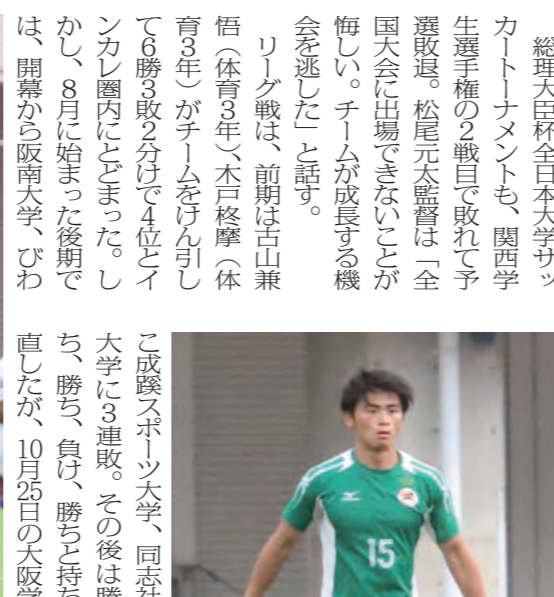 総理大臣杯全日本大学サッ
カートーナメントも、関西学
生選手権の2戦目で敗れて予
選敗退。松尾元太監督は「全
国大会に出場できないことが
悔しい。チームが成長する機
会を逃した」と話す。
リーグ戦は、前期は古山兼
悟（体育3年）、木戸柊摩（体
育3年）がチームをけん引し
て6勝3敗2分けで4位とイ
ンカレ圏内にとどまった。し
かし、8月に始まった後期で
は、開幕から阪南大学、びわ
こ成蹊スポーツ大学、同志社
大学に3連敗。その後は勝
ち、勝ち、負け、勝ちと持ち
直したが、10月25日の大阪学
15